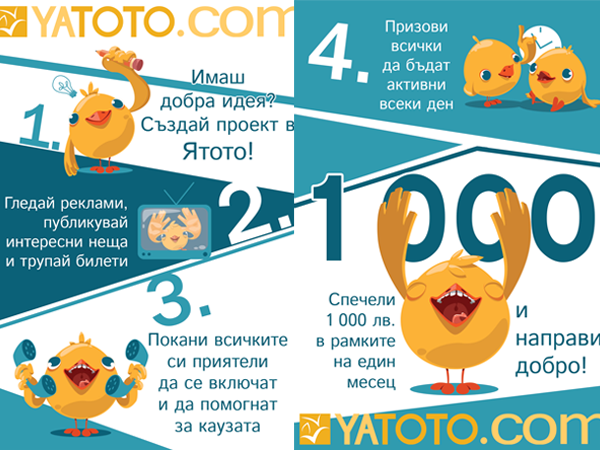 YATOTO.com
1.
Имаш
добра идея?
Създай проект в
Ятото!
Гледай реклами,
публикувай
интересни неща
и трупай билети
2.
3.
Покани всичките
си приятели
да се включат
и да помогнат
за каузата
4.
Призови
всички
да бъдат
активни
всеки ден
1 000
Спечели
1 000 лв.
в рамките
на един
месец
и
направи
добро!
YATOTO.com